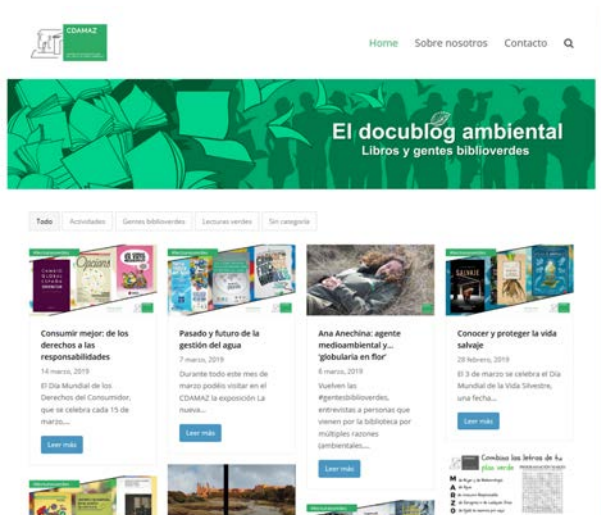 CDAMAZ
Home Sobre nosotros Contacto
El docublog ambiental
Libros y gentes biblioverdes
Todo Actividades Gentes biblioverdes Lecturas verdes Sin categoría
Opcions
SALVAJE
Consumir mejor: de los
derechos a las
responsabilidades
14 marzo, 2019
El Día Mundial de los
Derechos del Consumidor,
que se celebra cada 15 de
marzo,...
Leer más
Pasado y futuro de la
gestión del agua
7 marzo, 2019
Durante todo este mes de
marzo podéis visitar en el
CDAMAZ la exposición La
nueva...
Leer más
Ana Anechina: agente
medioambiental y...
'globularia en flor'
6 marzo, 2019
Vuelven las
#gentesbiblioverdes,
entrevistas a personas que
vienen por la biblioteca por
múltiples razones
(ambientales,...
Leer más
Conocer y proteger la vida
salvaje
28 febrero, 2019
El 3 de marzo se celebra el Día
Mundial de la Vida Silvestre,
una fecha...
Leer más
Combina las letras de tu
plan verde
M
A
R
Z
O